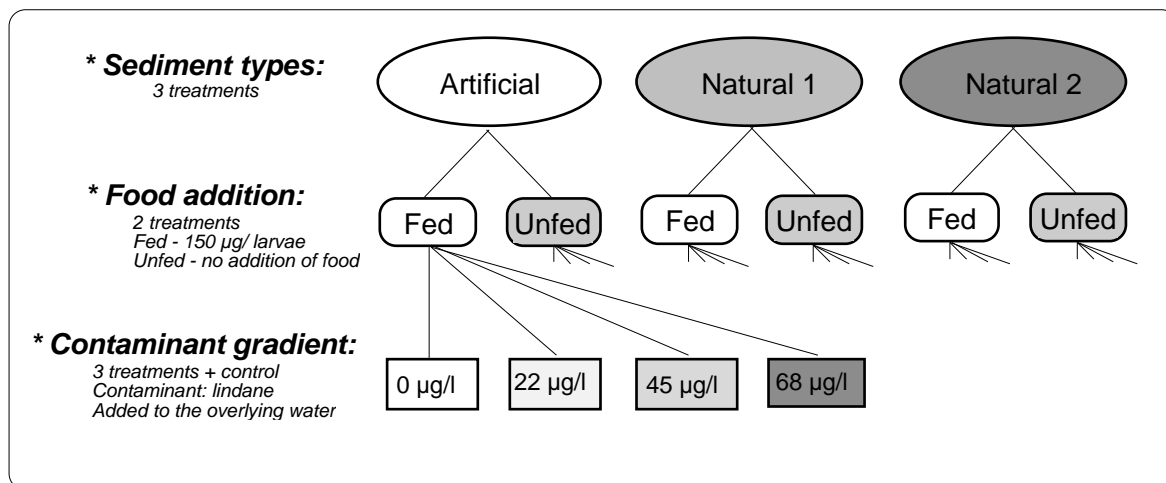 * Sediment types:
3 treatments
Artificial
Natural 1
Natural 2
* Food addition:
2 treatments
Fed - 150 µg/ larvae
Unfed - no addition of food
Fed
Unfed
Fed
Unfed
Fed
Unfed
* Contaminant gradient:
3 treatments + control
Contaminant: lindane
Added to the overlying water
0 µg/l
22 µg/l
45 µg/l
68 µg/l